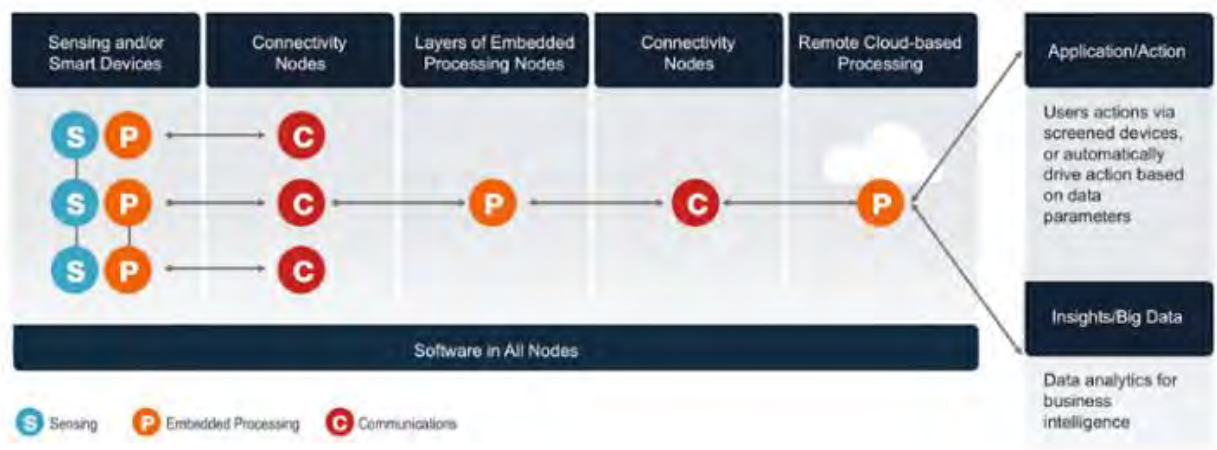 Sensing and/or
Smart Devices
Connectivity
Nodes
Layers of Embedded
Processing Nodes
Connectivity
Nodes
Remote Cloud-based
Processing
Application/Action
S P C
S P C P C P
S P C
Users actions via
screened devices,
or automatically
drive action based
on data
parameters
Insights/Big Data
Data analytics for
business
intelligence
Software in All Nodes
S Sensing
P Embedded Processing
C Communications